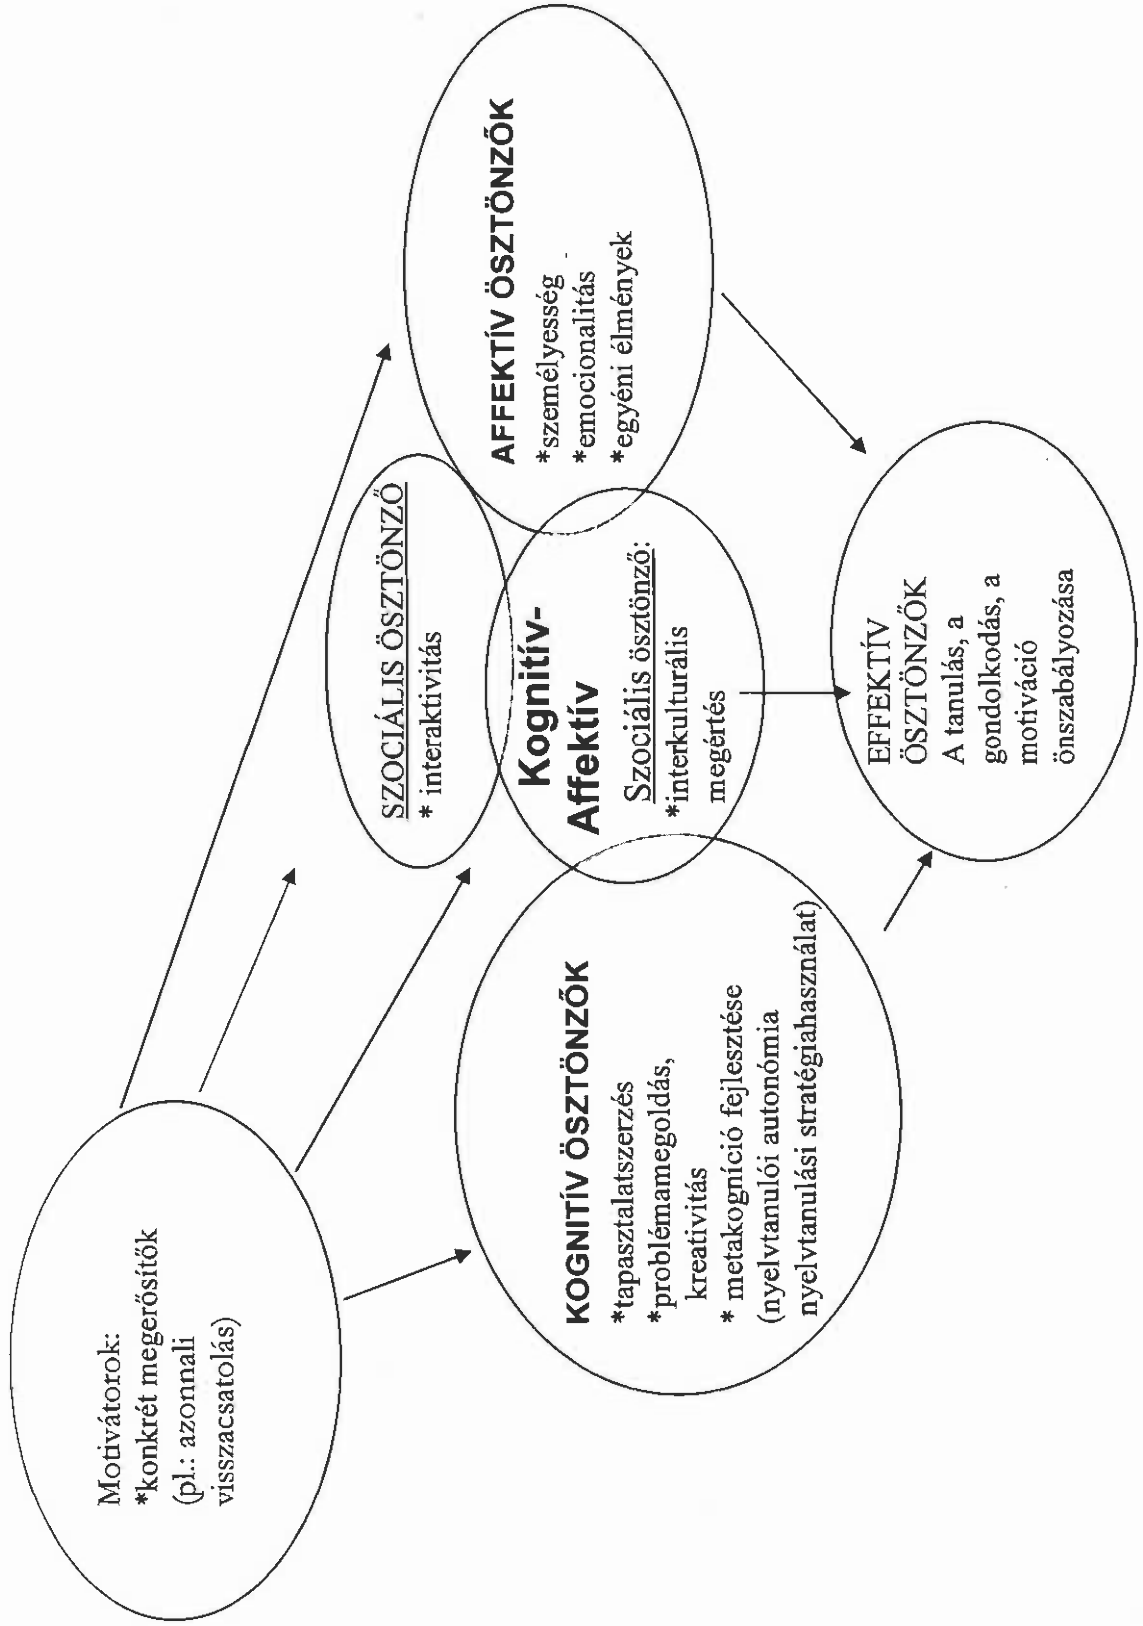 Motivátorok:
*konkrét megerősítők
(pl.: azonnali
visszacsatolás)
SZOCIÁLIS ÖSZTÖNZŐ
* interaktivitás
AFFEKTÍV ÖSZTÖNZŐK
*személyesség
*emocionalitás
*egyéni élmények
Kognitív-
Affektív
Szociális ösztönző:
*interkulturális
megértés
KOGNITÍV ÖSZTÖNZŐK
*tapasztalatszerzés
*problémamegoldás,
kreativitás
* metakogníció fejlesztése
(nyelvtanulói autonómia
nyelvtanulási stratégiahasználat)
EFFEKTÍV
ÖSZTÖNZŐK
A tanulás, a
gondolkodás, a
motiváció
önszabályozása